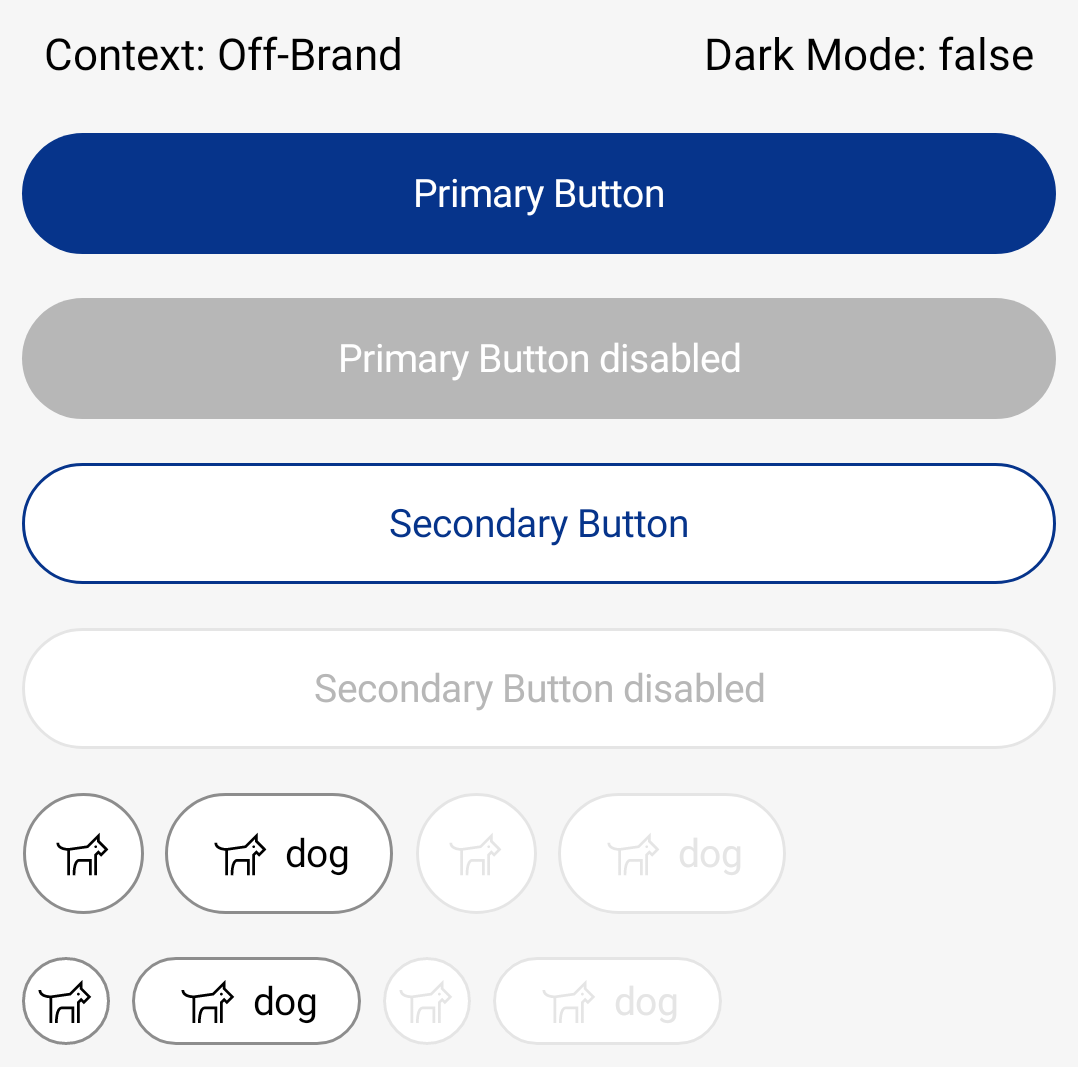 Context: Off-Brand
Dark Mode: false
Primary Button
Primary Button disabled
Secondary Button
Secondary Button disabled
dog
dog
dog
dog